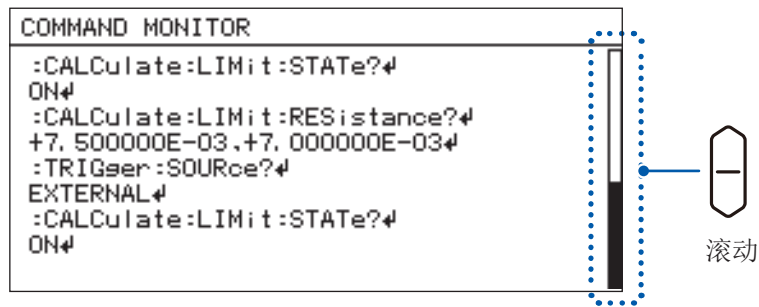 COMMAND MONITOR
:CALCulate:LIMit:STATe?↲
ON↲
:CALCulate:LIMit:RESistance?↲
+7.500000E-03,+7.000000E-03↲
:TRIGger:SOURce?↲
EXTERNAL↲
:CALCulate:LIMit:STATe?↲
ON↲
滚动